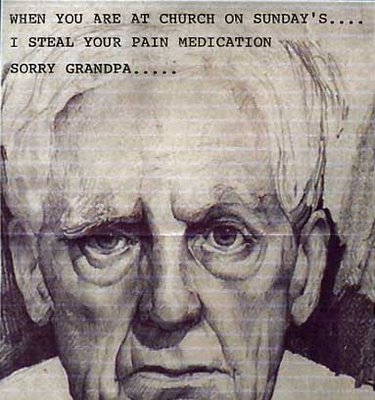 WHEN YOU ARE AT CHURCH ON SUNDAY'S....
I STEAL YOUR PAIN MEDICATION
SORRY GRANDPA.....